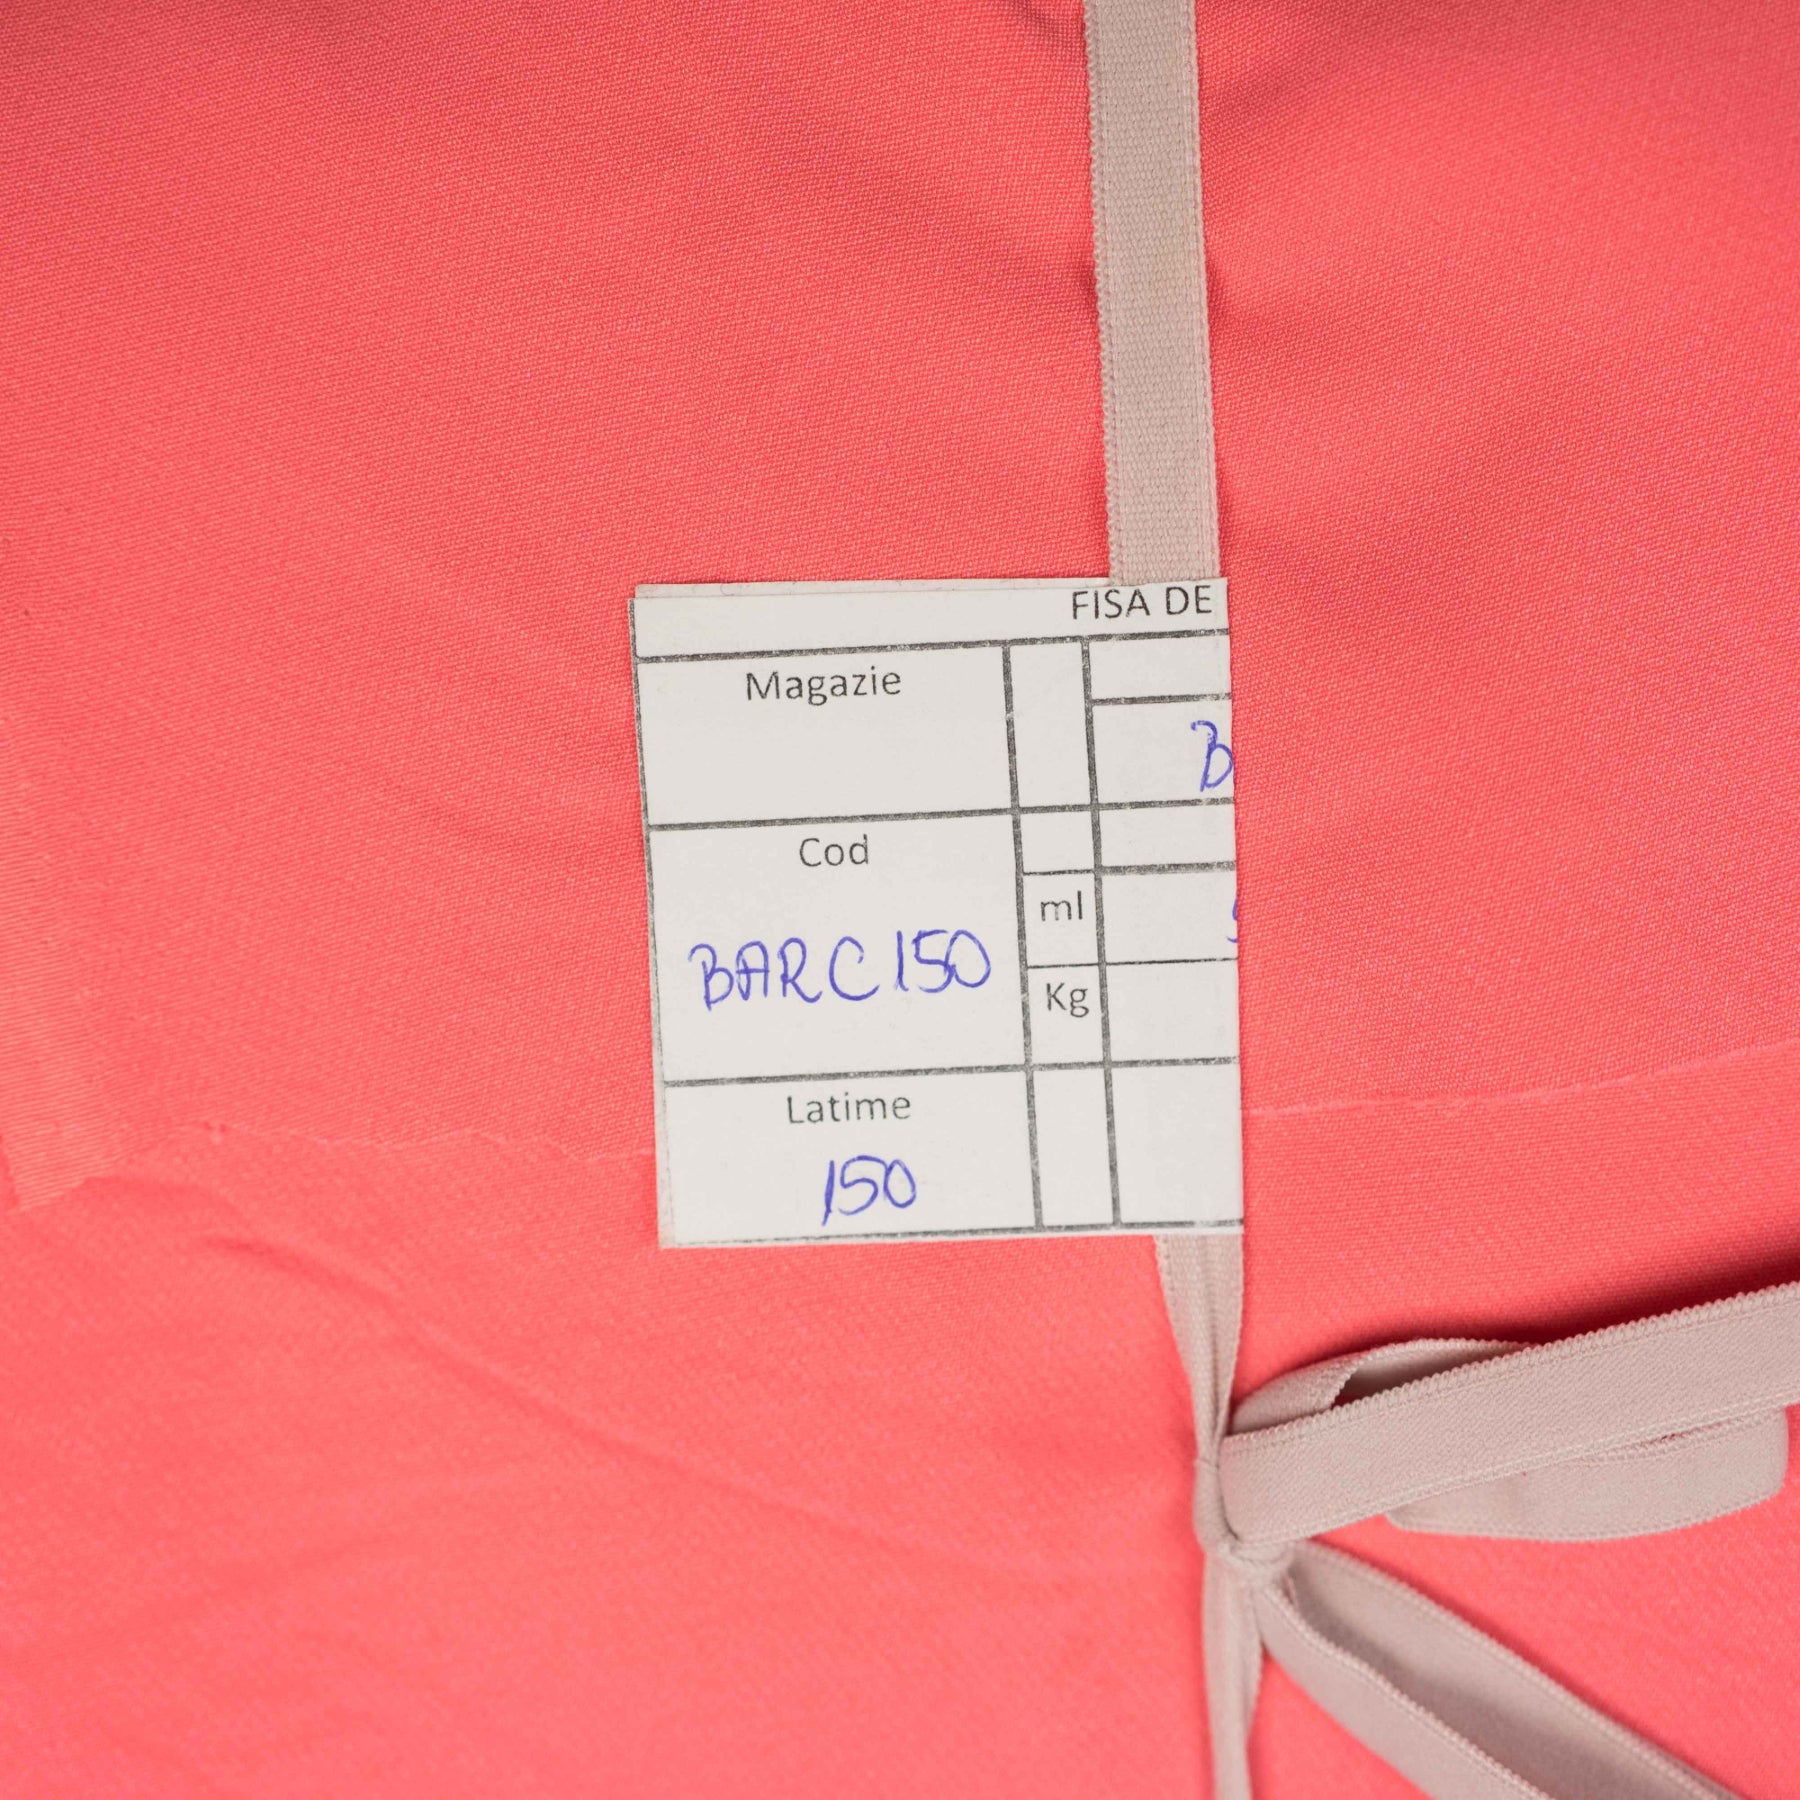 FISA DE
Magazie
B
Cod
ml
BARC150
Kg
Latime
150